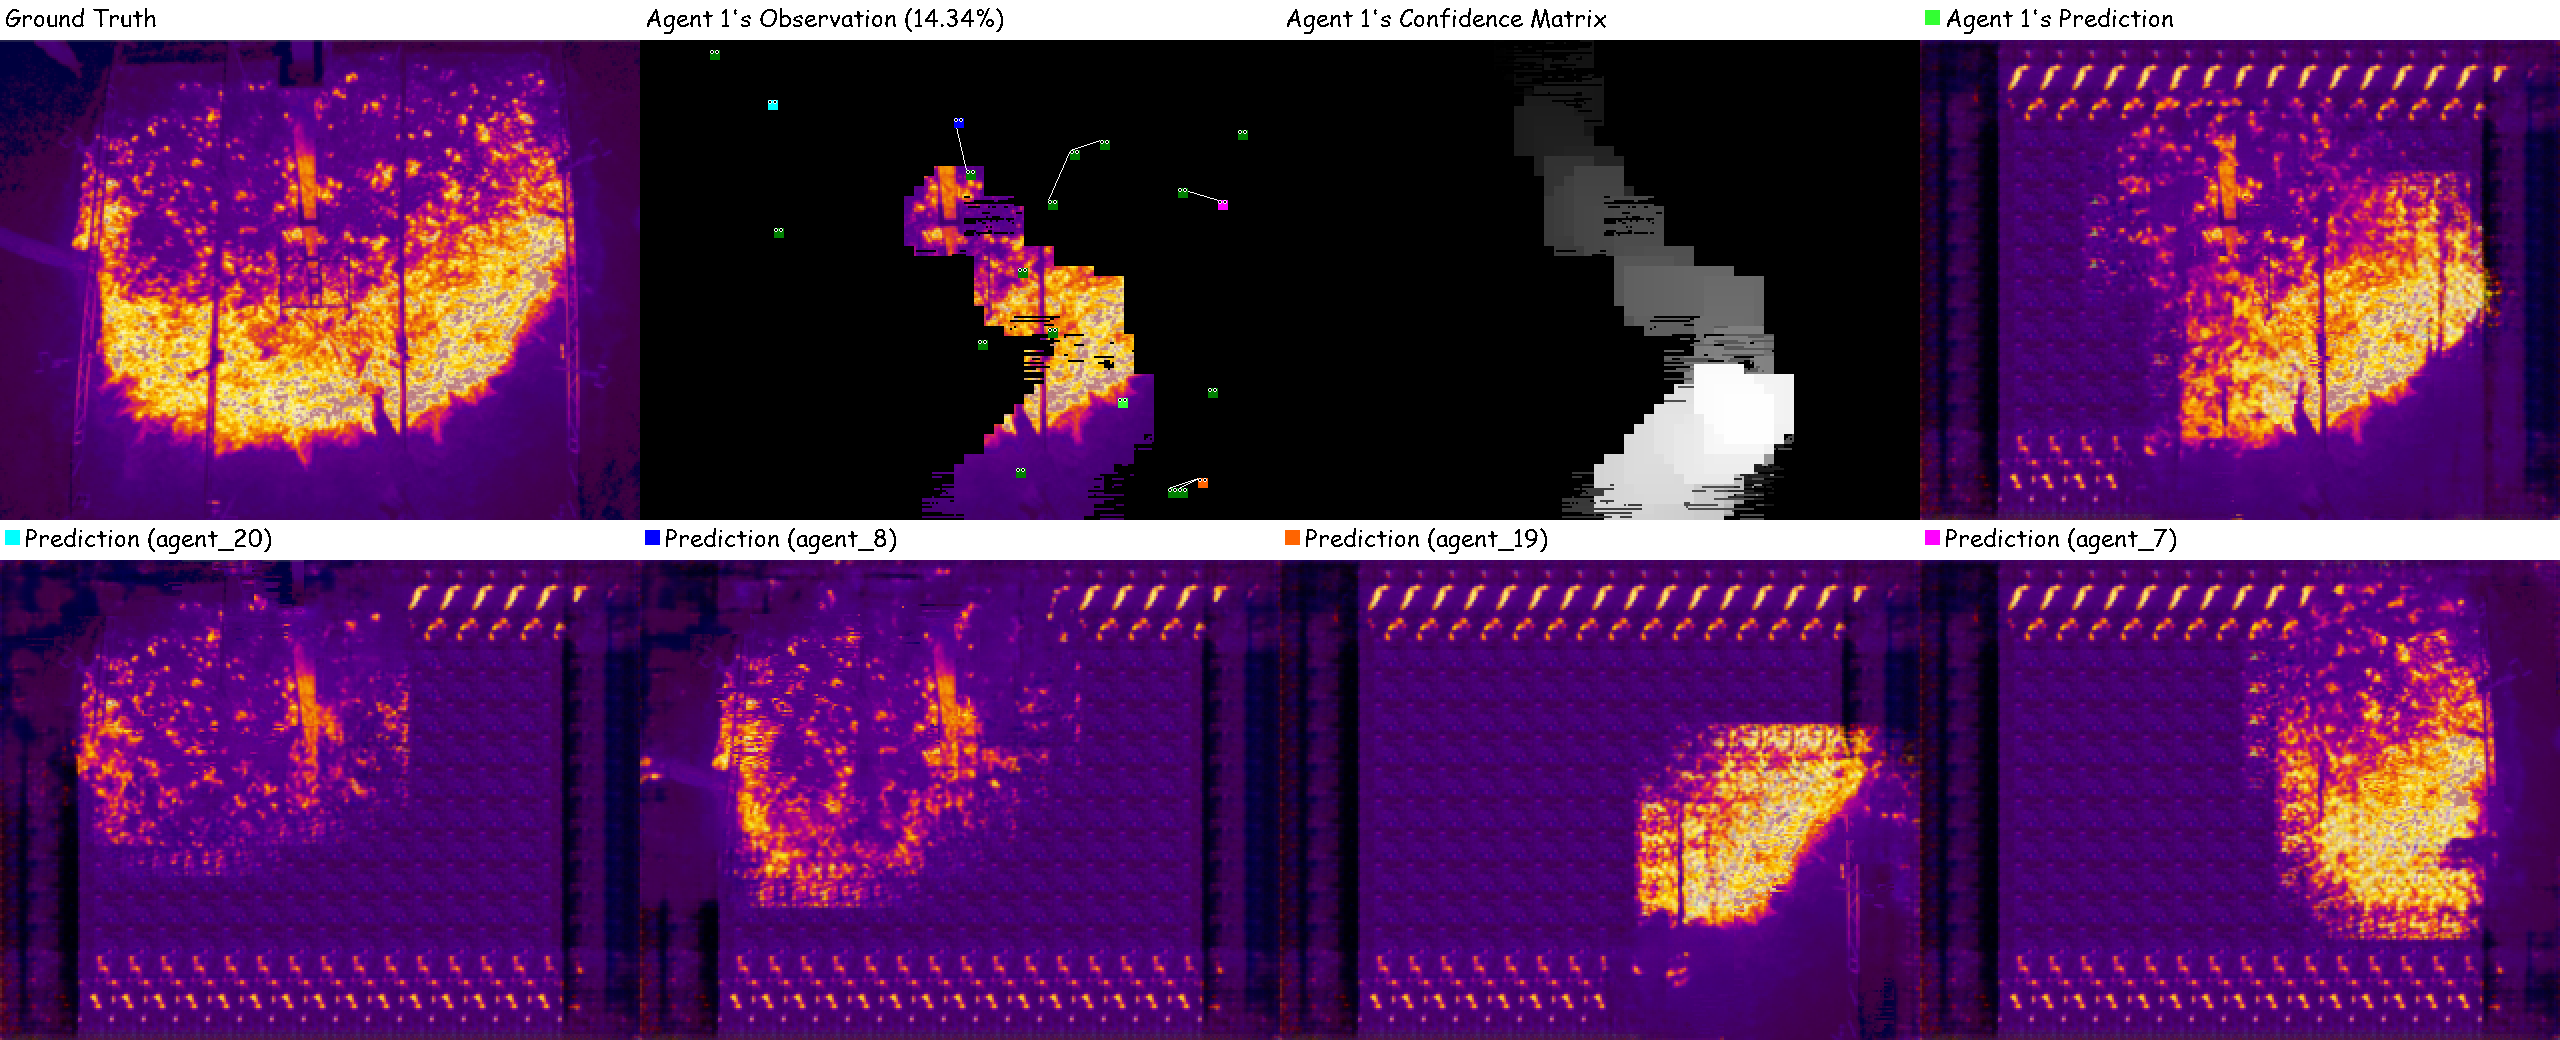 Ground Truth
Agent 1's Observation (14.34%)
Agent 1's Confidence Matrix
Agent 1's Prediction
Prediction (agent_20)
Prediction (agent_8)
Prediction (agent_19)
Prediction (agent_7)